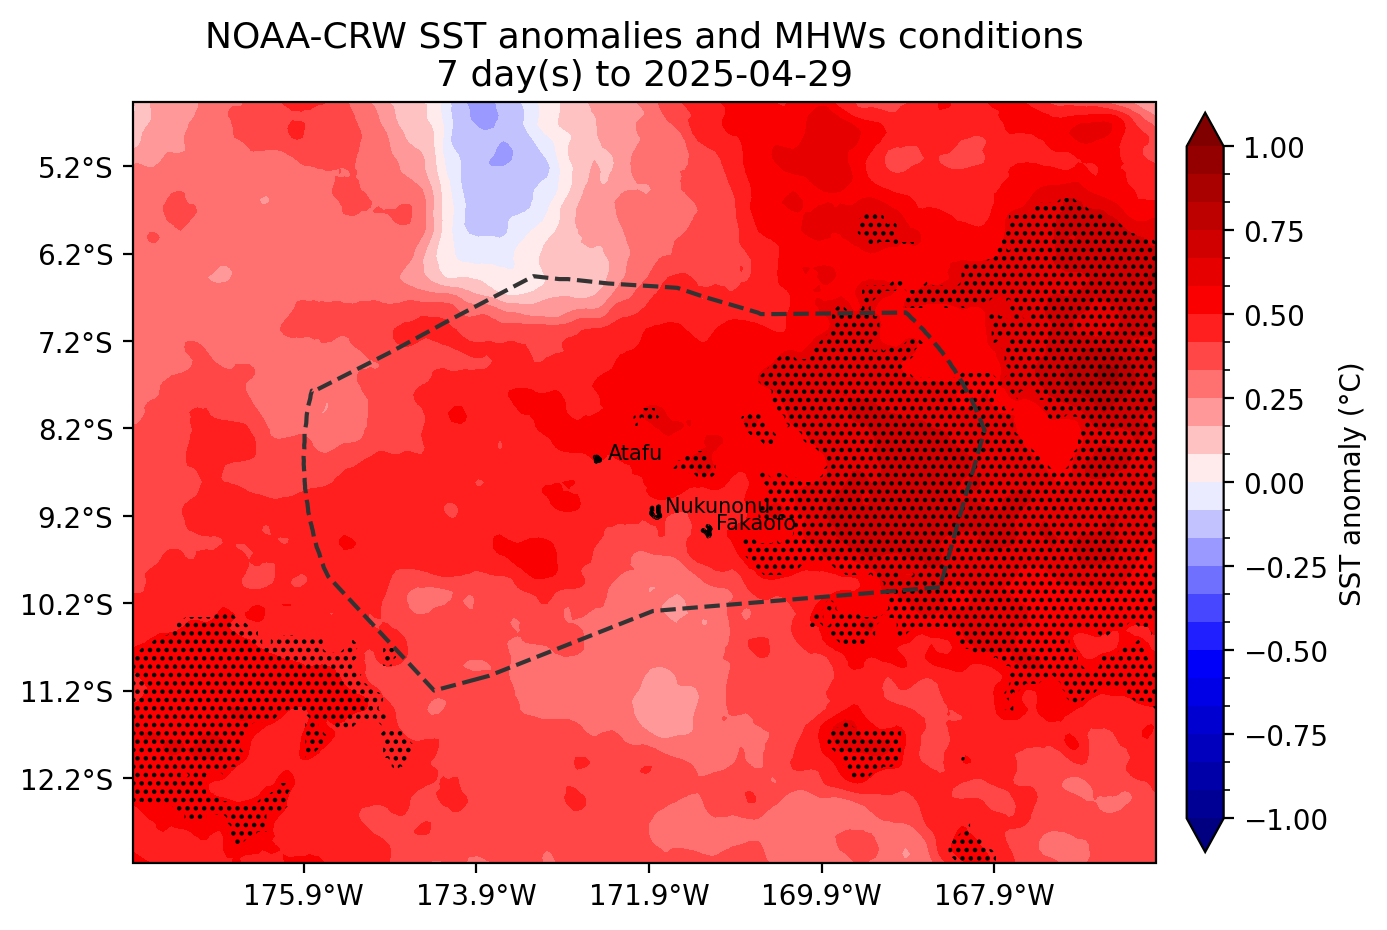 NOAA-CRW SST anomalies and MHWs conditions
7 day(s) to 2025-04-29
5.2°S
6.2°S
7.2°S
8.2°S
9.2°S
10.2°S
11.2°S
12.2°S
Atafu
Nukunonu
Fakaofo
175.9°W
173.9°W
171.9°W
169.9°W
167.9°W
1.00
0.75
0.50
0.25
0.00
−0.25
−0.50
−0.75
−1.00
SST anomaly (°C)